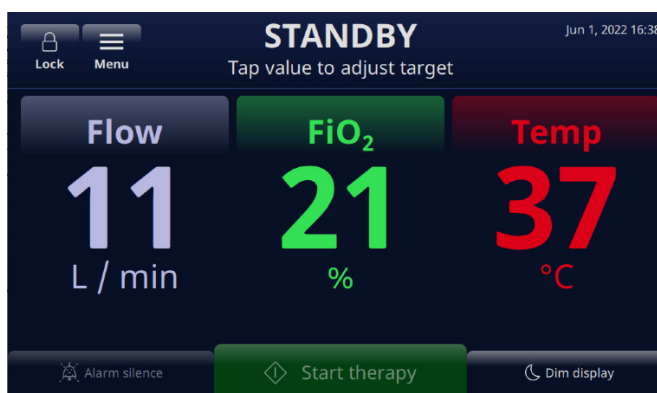 STANDBY
Jun 1, 2022 16:38
Lock
Menu
Tap value to adjust target
Flow
FiO₂
Temp
11
21
37
L / min
%
°C
Alarm silence
Start therapy
Dim display